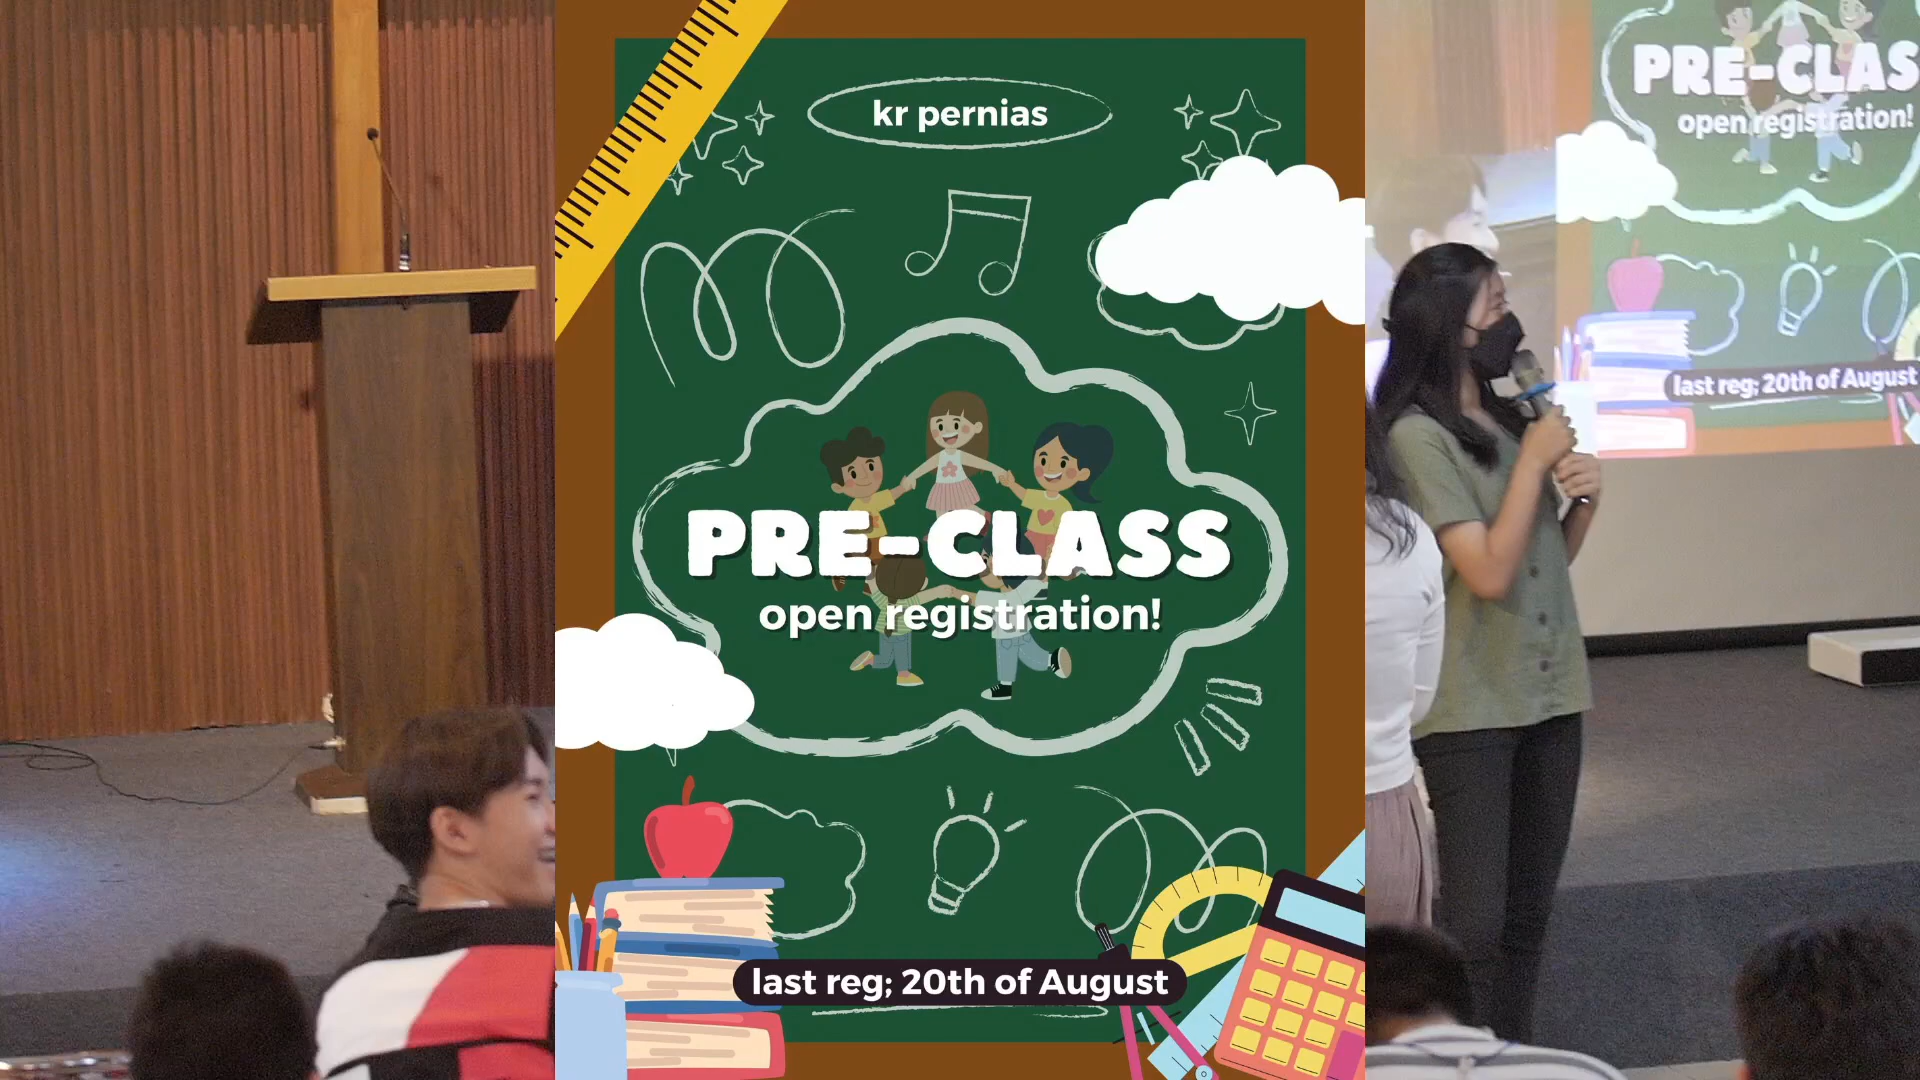 kr pernias
PRE-CLASS
open registration!
last reg; 20th of August
PRE-CLAS
open registration!
last reg; 20th of August